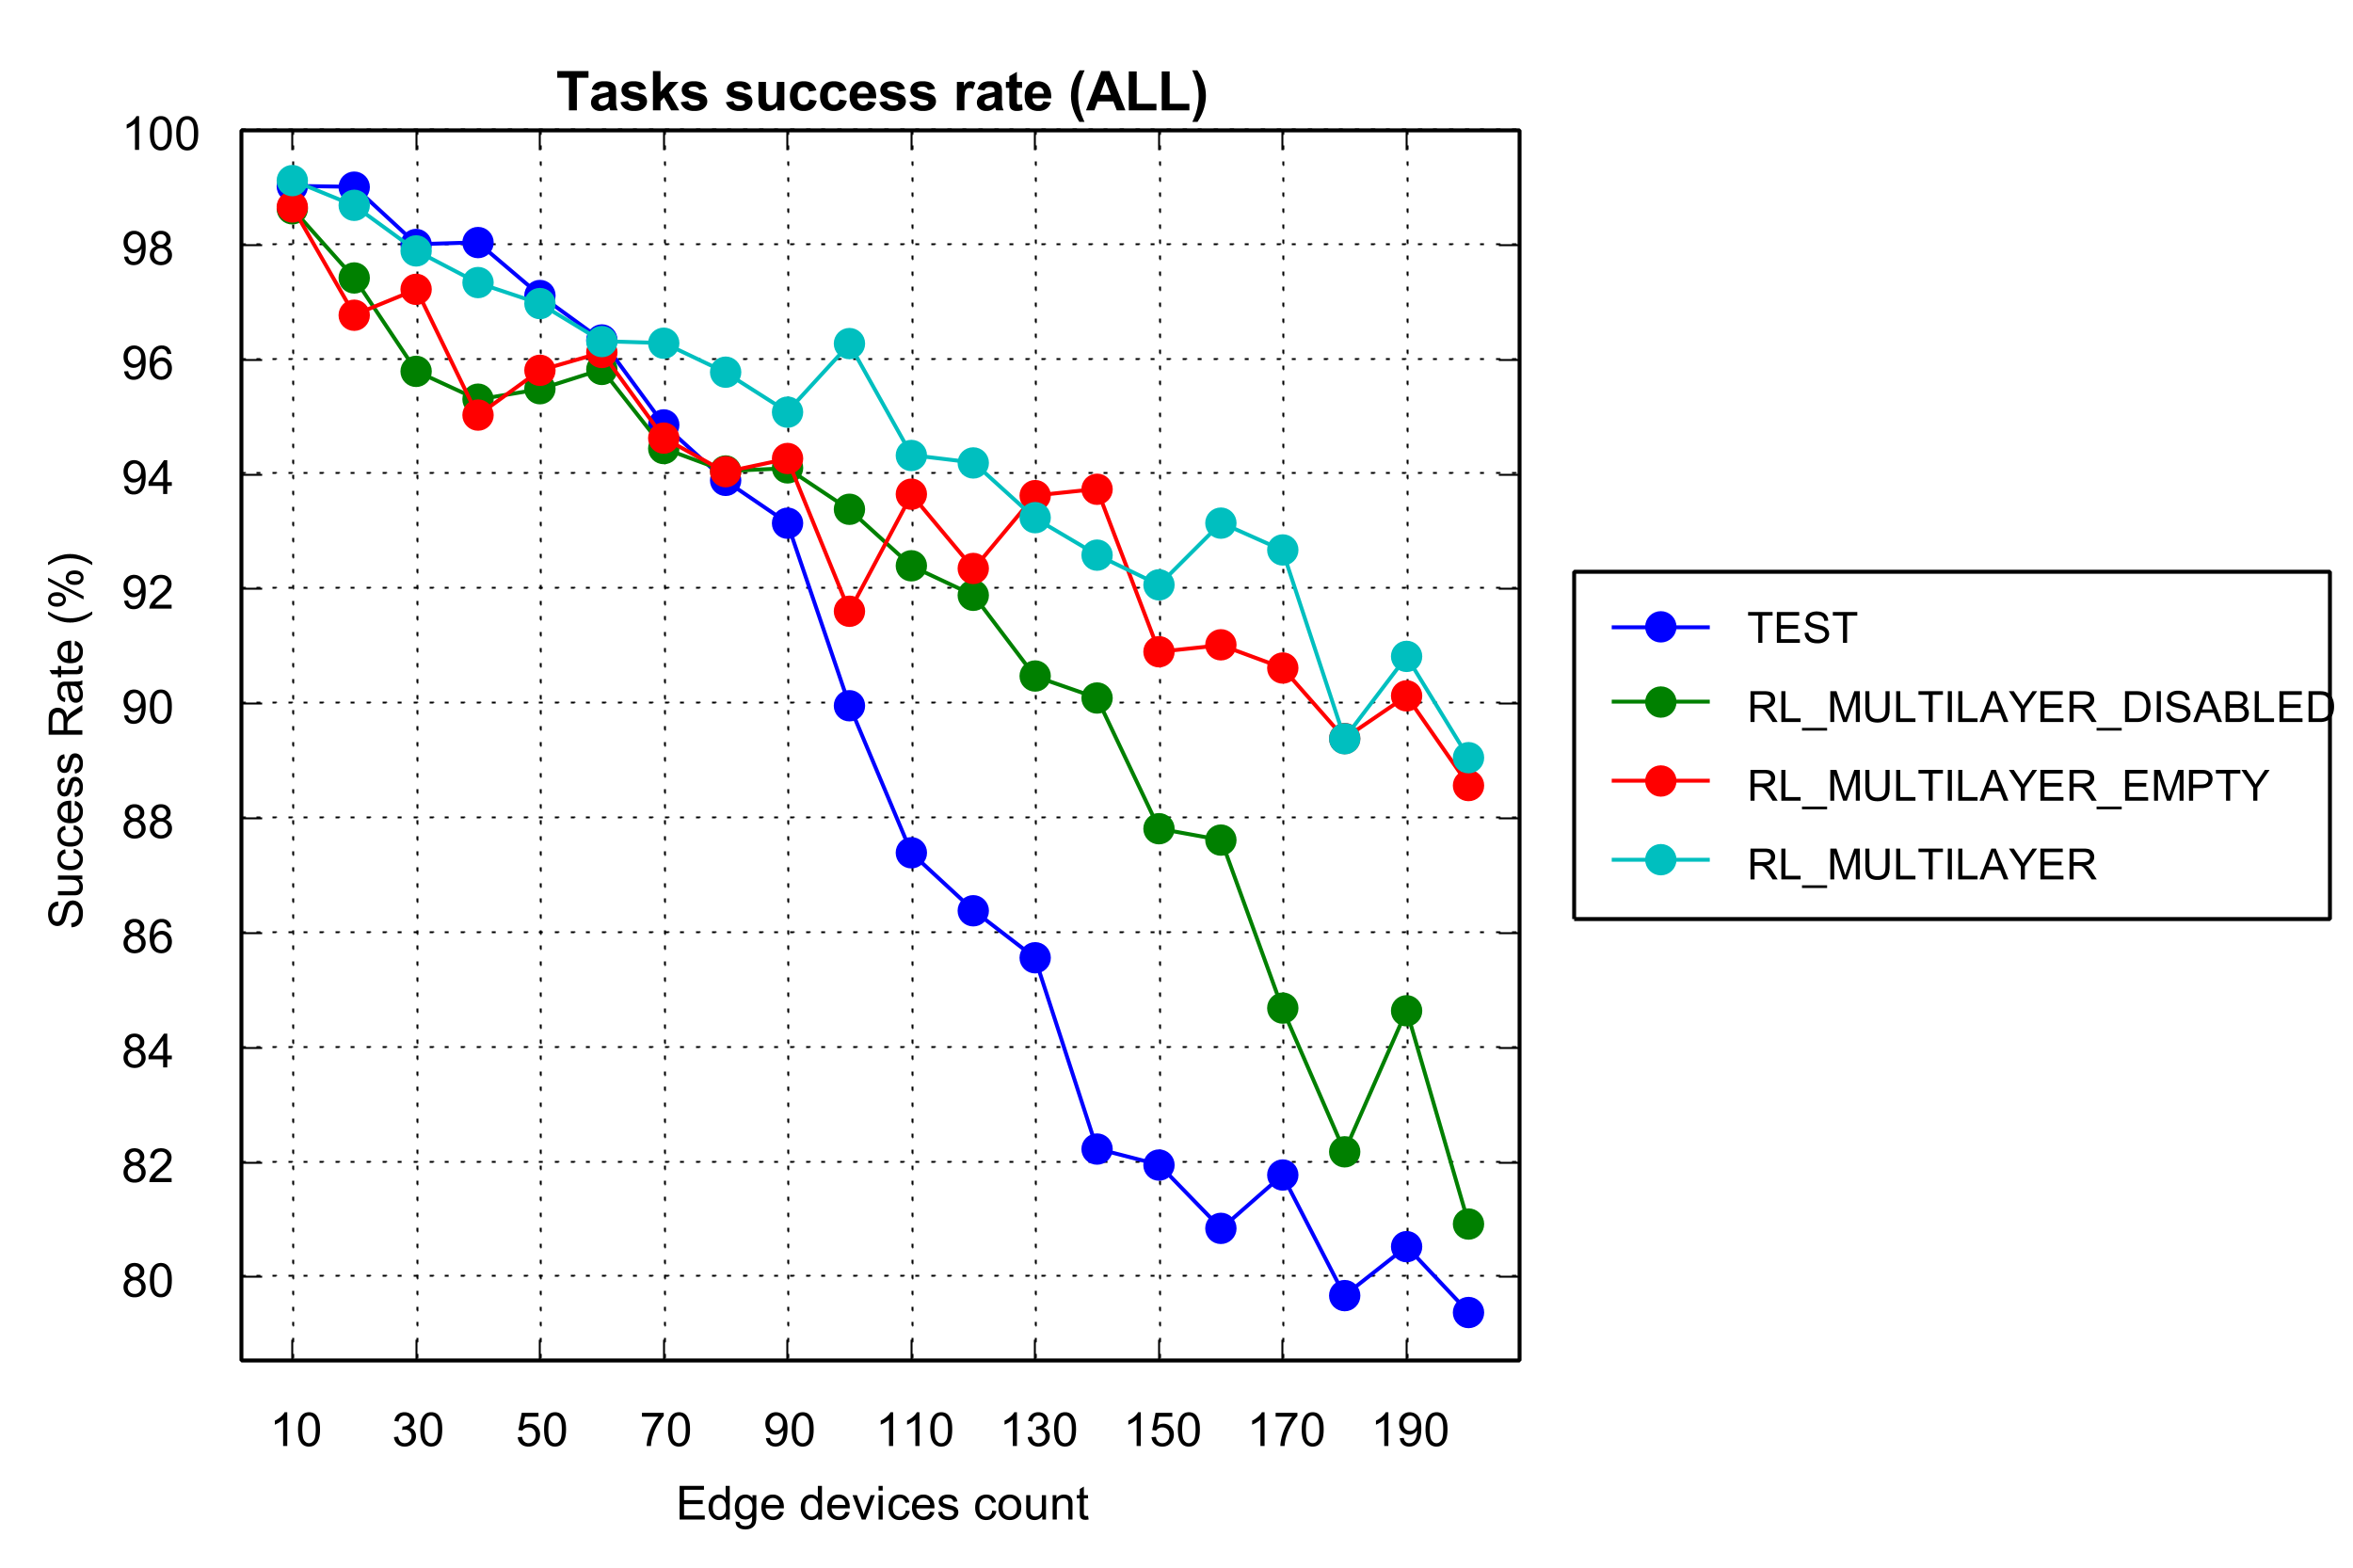 Tasks success rate (ALL)
100
98
96
94
92
90
88
86
84
82
80
Success Rate (%)
10 30 50 70 90 110 130 150 170 190
Edge devices count
TEST
RL_MULTILAYER_DISABLED
RL_MULTILAYER_EMPTY
RL_MULTILAYER